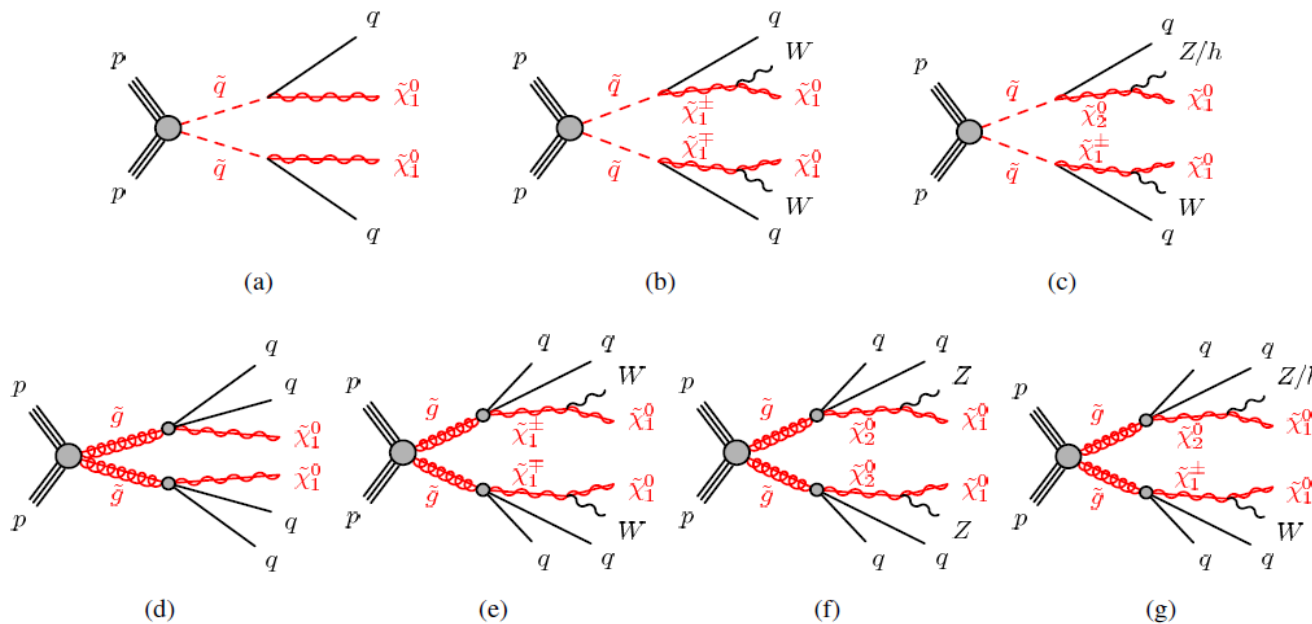 q q W q Z/h
p q̃ χ̃₁⁰ p q̃ χ̃₁± χ̃₁⁰ p q̃ χ̃₂⁰ χ̃₁⁰
p q̃ χ̃₁⁰ p q̃ χ̃₁∓ χ̃₁⁰ p q̃ χ̃₁± χ̃₁⁰
q W q W q
(a) (b) (c)
q q q q q q q
p q p W p Z p Z/h
g̃ χ̃₁⁰ g̃ χ̃₁± χ̃₁⁰ g̃ χ̃₂⁰ χ̃₁⁰ g̃ χ̃₂⁰ χ̃₁⁰
g̃ χ̃₁⁰ g̃ χ̃₁∓ χ̃₁⁰ g̃ χ̃₂⁰ χ̃₁⁰ g̃ χ̃₁± χ̃₁⁰
p q p W p Z p W
q q q q q q q
(d) (e) (f) (g)